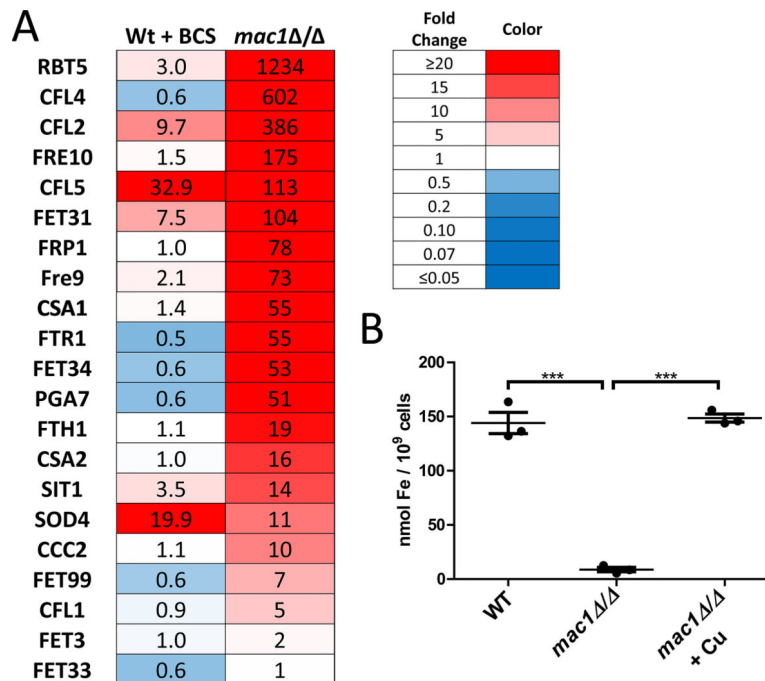 A
Wt + BCS mac1Δ/Δ
RBT5 3.0 1234
CFL4 0.6 602
CFL2 9.7 386
FRE10 1.5 175
CFL5 32.9 113
FET31 7.5 104
FRP1 1.0 78
Fre9 2.1 73
CSA1 1.4 55
FTR1 0.5 55
FET34 0.6 53
PGA7 0.6 51
FTH1 1.1 19
CSA2 1.0 16
SIT1 3.5 14
SOD4 19.9 11
CCC2 1.1 10
FET99 0.6 7
CFL1 0.9 5
FET3 1.0 2
FET33 0.6 1
Fold
Change Color
≥20
15
10
5
1
0.5
0.2
0.10
0.07
≤0.05
B
nmol Fe / 10⁹ cells
200
150
100
50
0
*** ***
WT
mac1Δ/Δ
mac1Δ/Δ
+ Cu